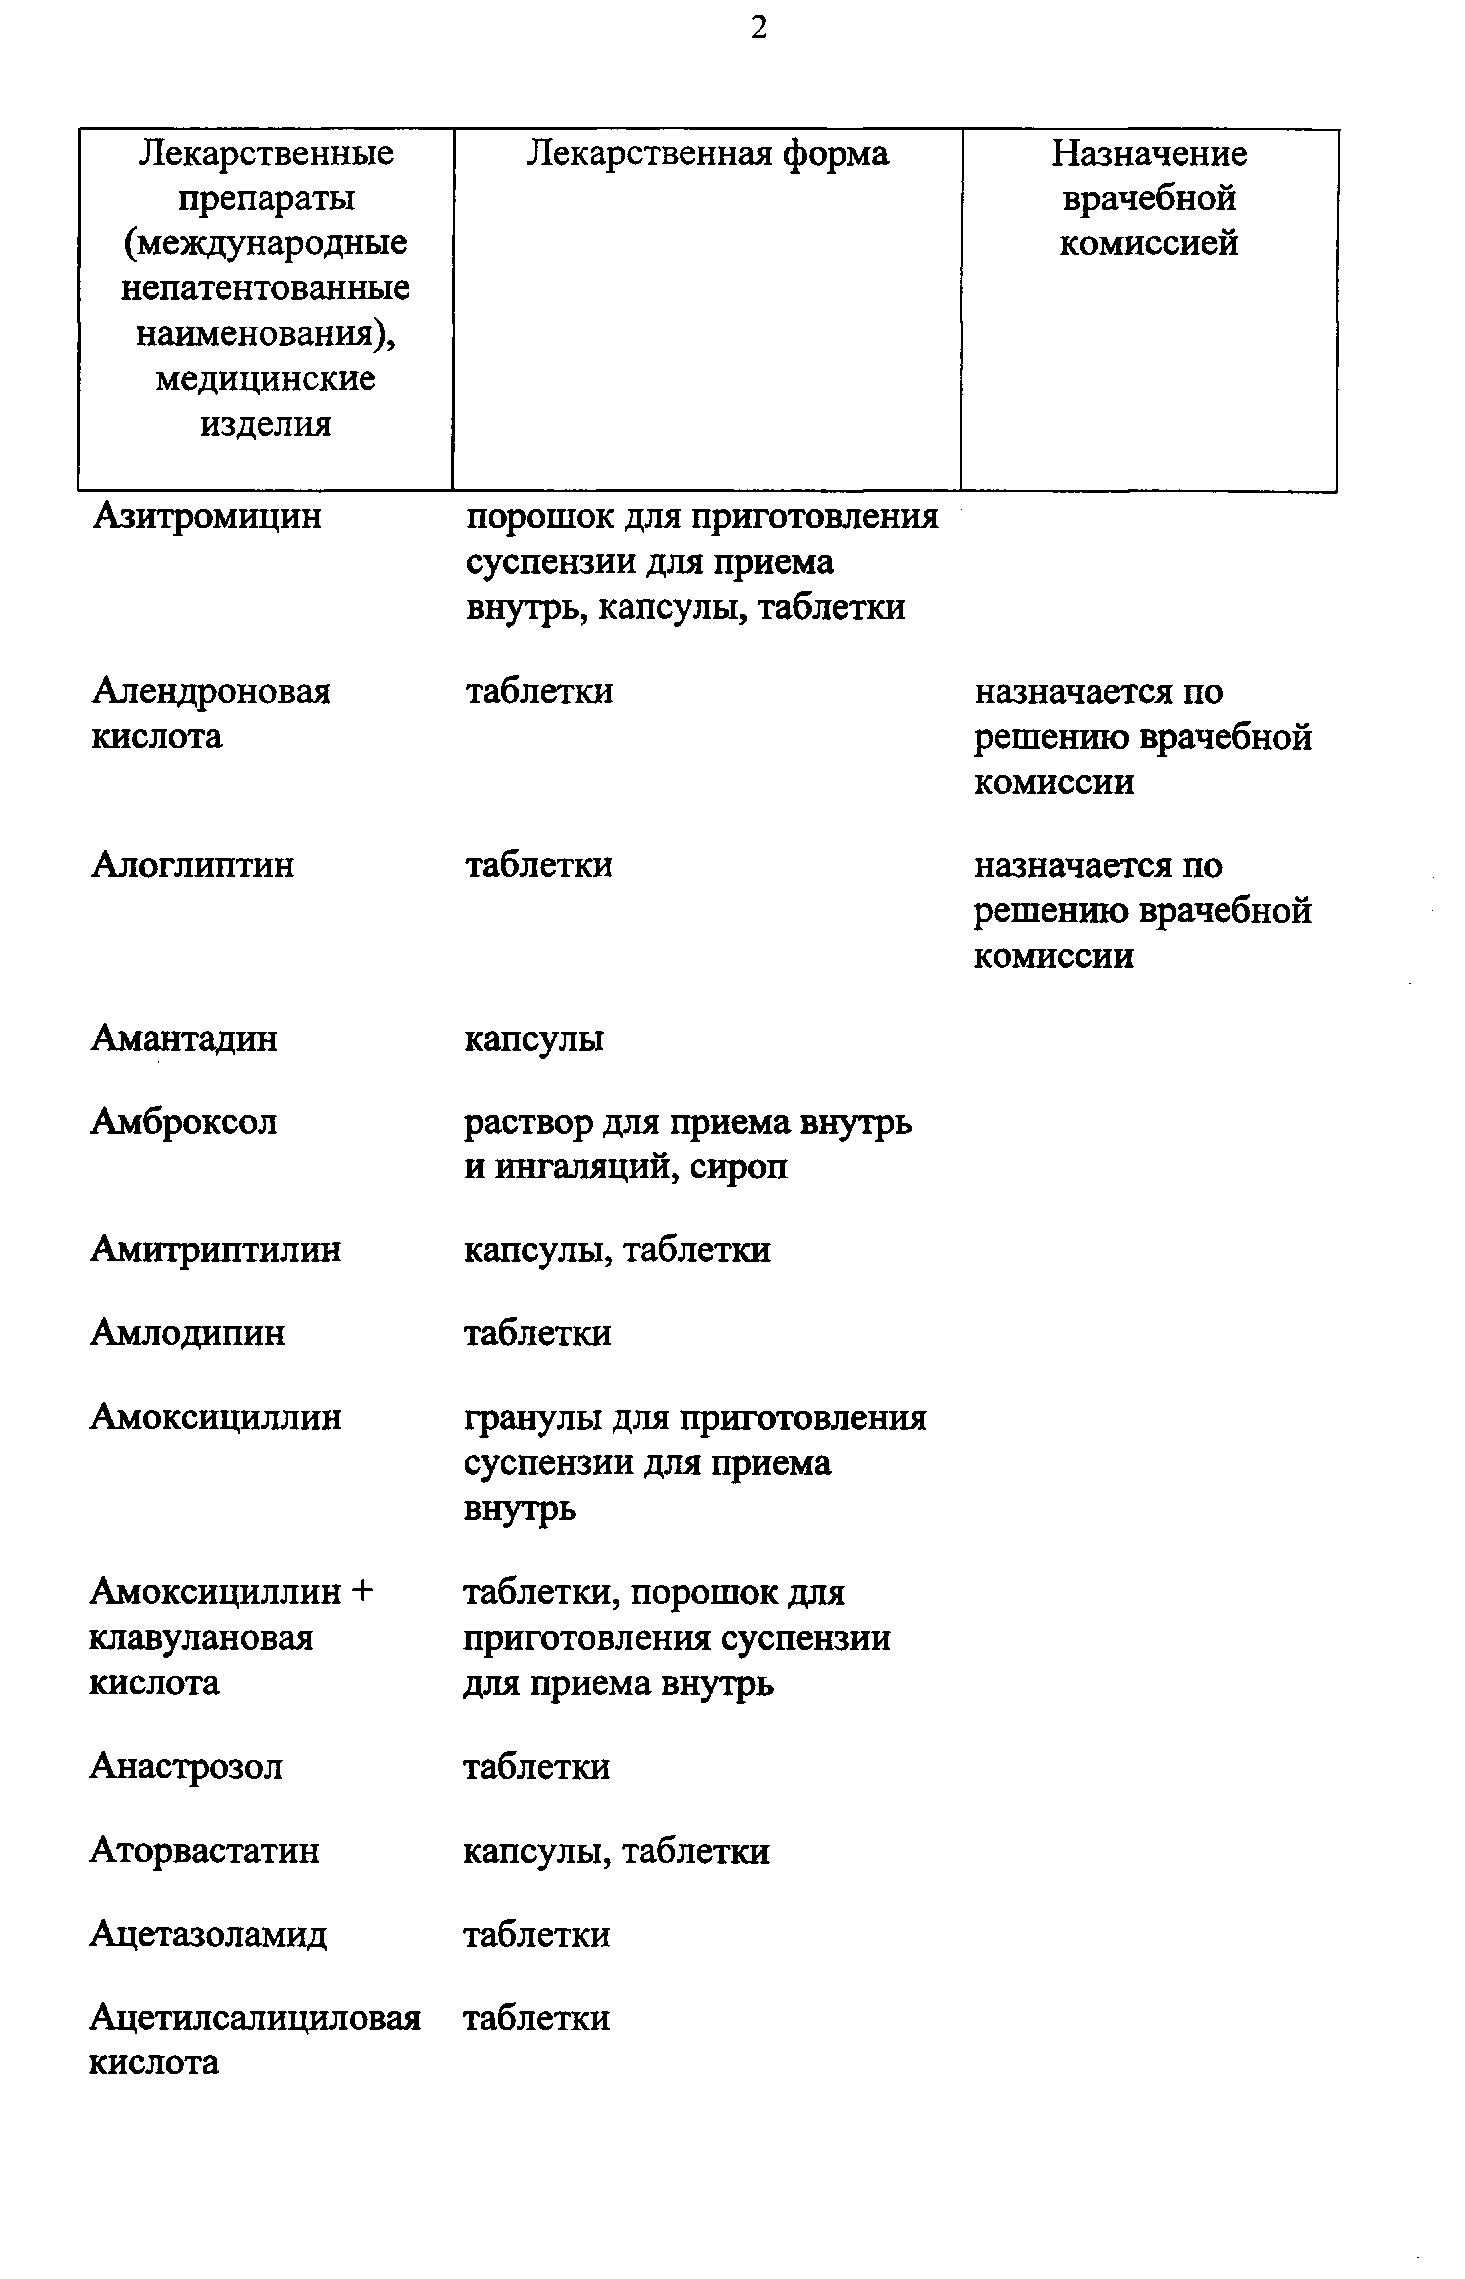 2
Лекарственные
препараты
(международные
непатентованные
наименования),
медицинские
изделия
Лекарственная форма
Назначение
врачебной
комиссией
Азитромицин
порошок для приготовления
суспензии для приема
внутрь, капсулы, таблетки
Алендроновая
кислота
таблетки
назначается по
решению врачебной
комиссии
Алоглиптин
таблетки
назначается по
решению врачебной
комиссии
Амантадин
капсулы
Амброксол
раствор для приема внутрь
и ингаляций, сироп
Амитриптилин
капсулы, таблетки
Амлодипин
таблетки
Амоксициллин
гранулы для приготовления
суспензии для приема
внутрь
Амоксициллин +
клавулановая
кислота
таблетки, порошок для
приготовления суспензии
для приема внутрь
Анастрозол
таблетки
Аторвастатин
капсулы, таблетки
Ацетазоламид
таблетки
Ацетилсалициловая
кислота
таблетки